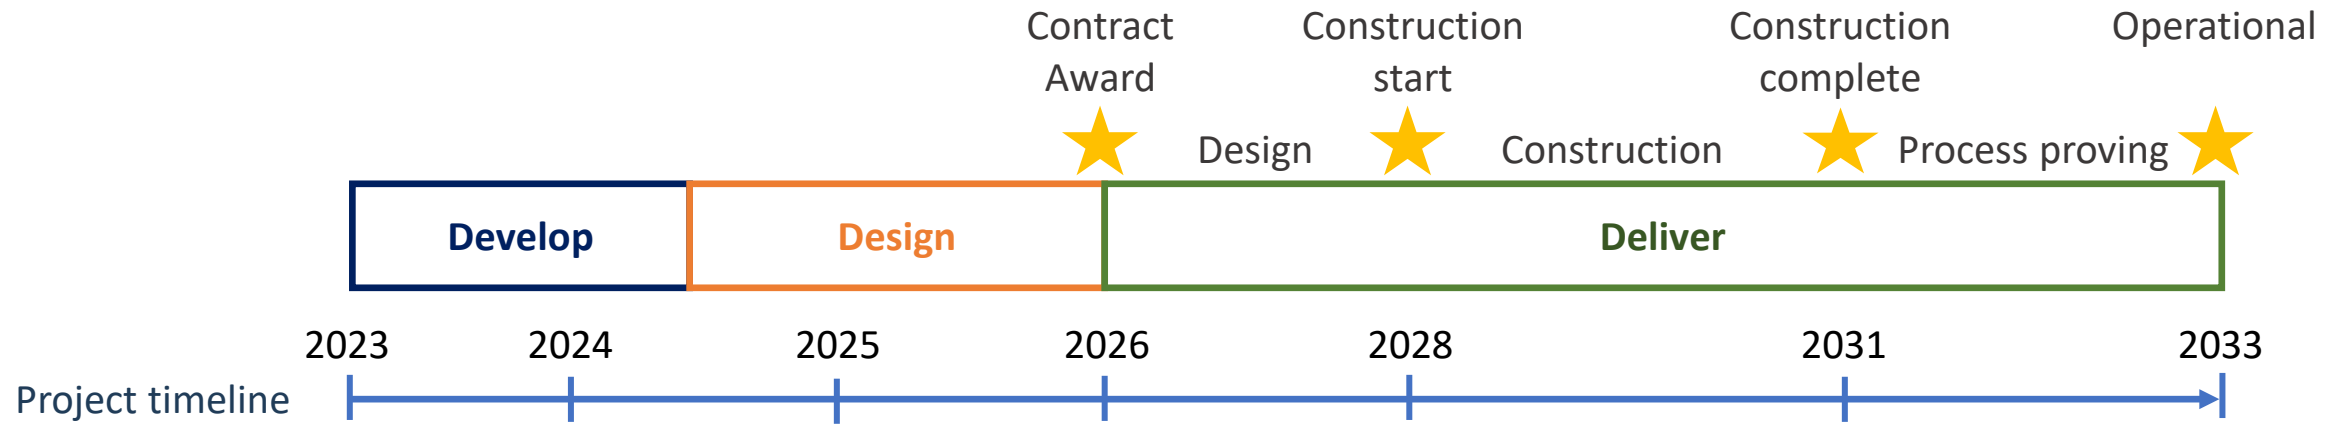 Contract
Award
Construction
start
Construction
complete
Operational
Design
Construction
Process proving
Develop
Design
Deliver
2023
2024
2025
2026
2028
2031
2033
Project timeline